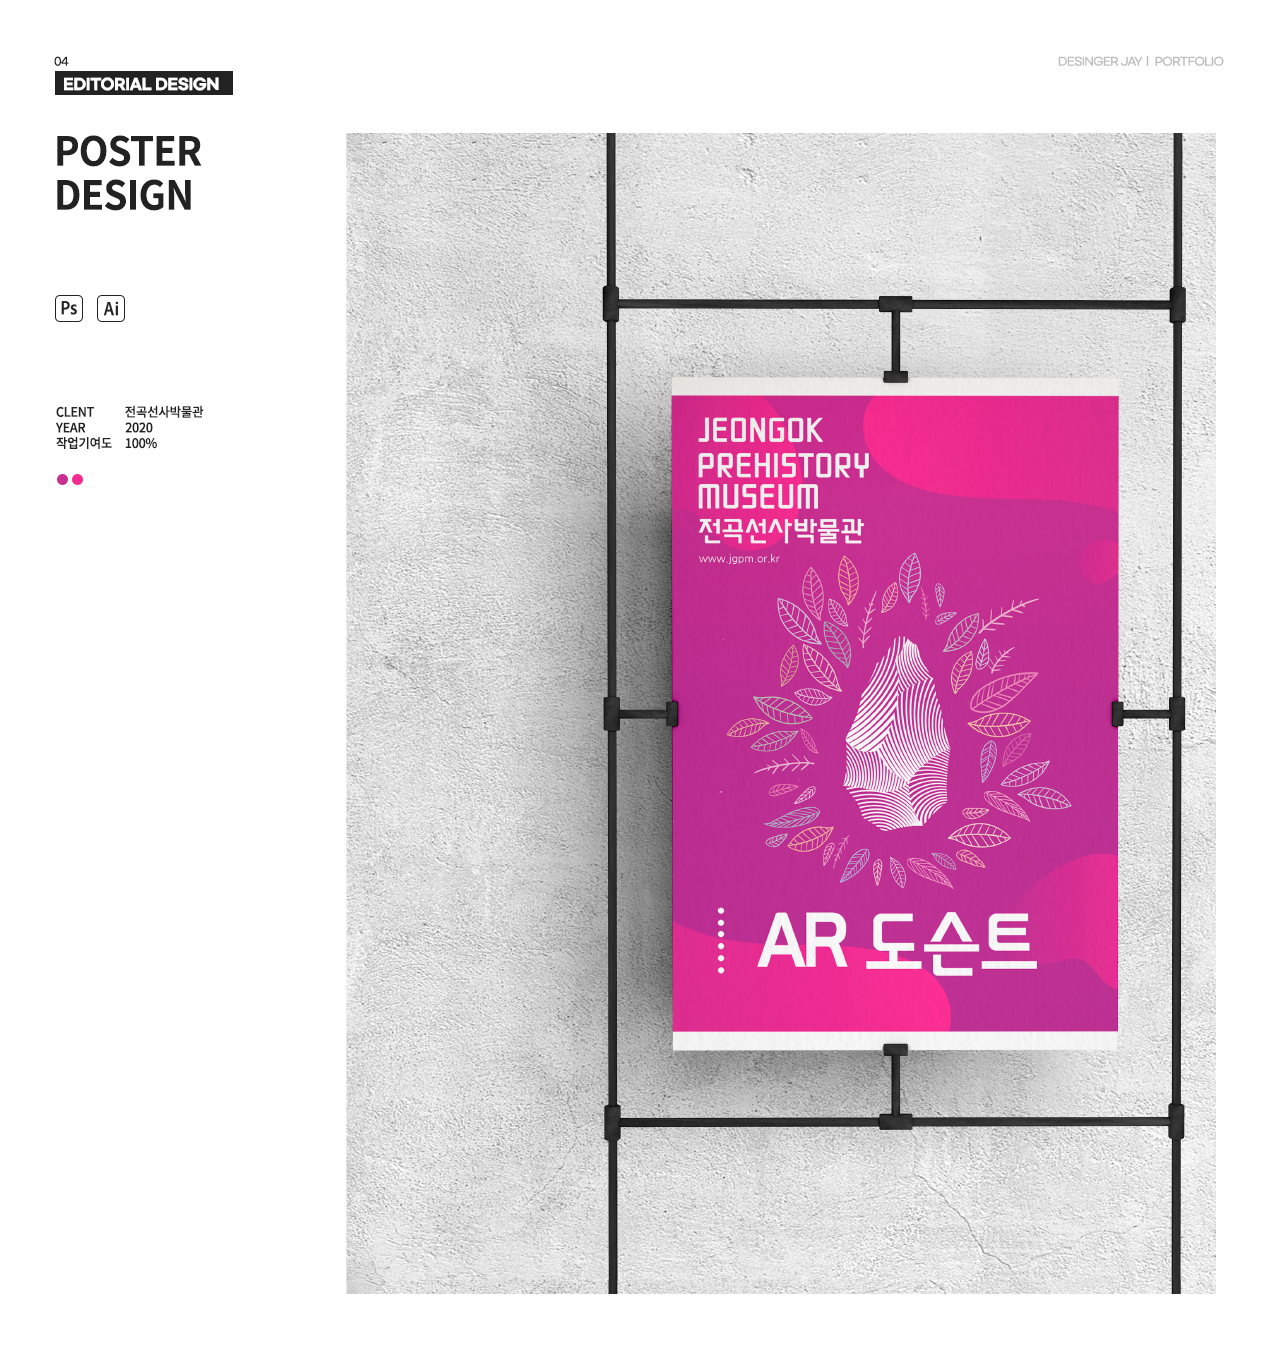 04
EDITORIAL DESIGN
DESINGER JAY | PORTFOLIO
POSTER
DESIGN
Ps Ai
CLENT 전곡선사박물관
YEAR 2020
작업기여도 100%
JEONGOK
PREHISTORY
MUSEUM
전곡선사박물관
www.jgpm.or.kr
AR 도슨트